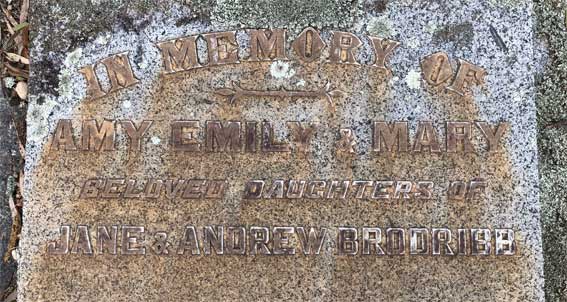 IN MEMORY OF
AMY EMILY & MARY
BELOVED DAUGHTERS OF
JANE & ANDREW BRODRIBB